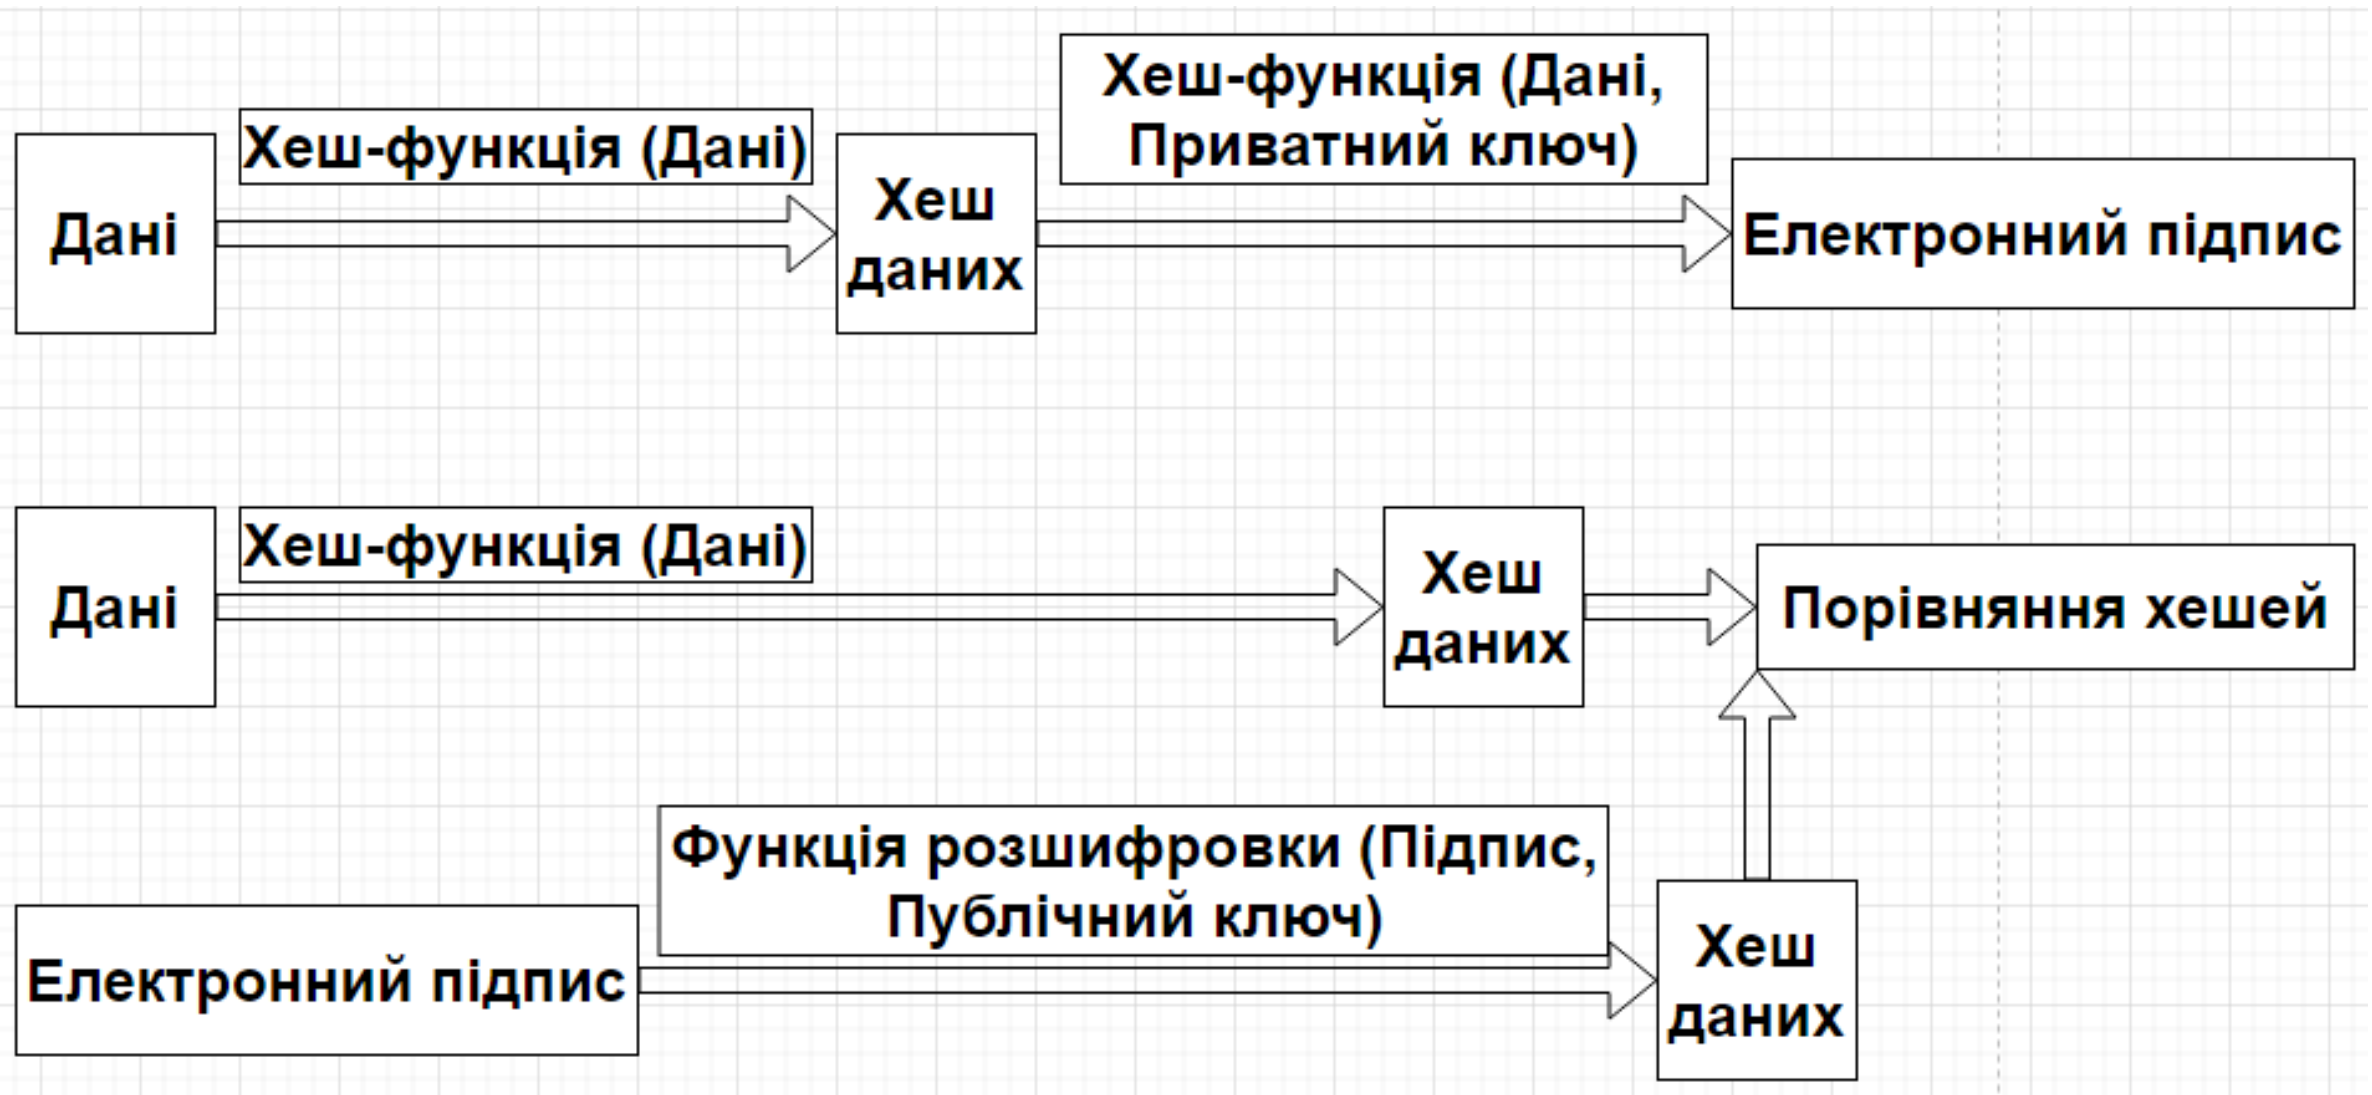 Хеш-функція (Дані,
Приватний ключ)
Хеш-функція (Дані)
Дані
Хеш
даних
Електронний підпис
Хеш-функція (Дані)
Дані
Хеш
даних
Порівняння хешей
Функція розшифровки (Підпис,
Публічний ключ)
Електронний підпис
Хеш
даних